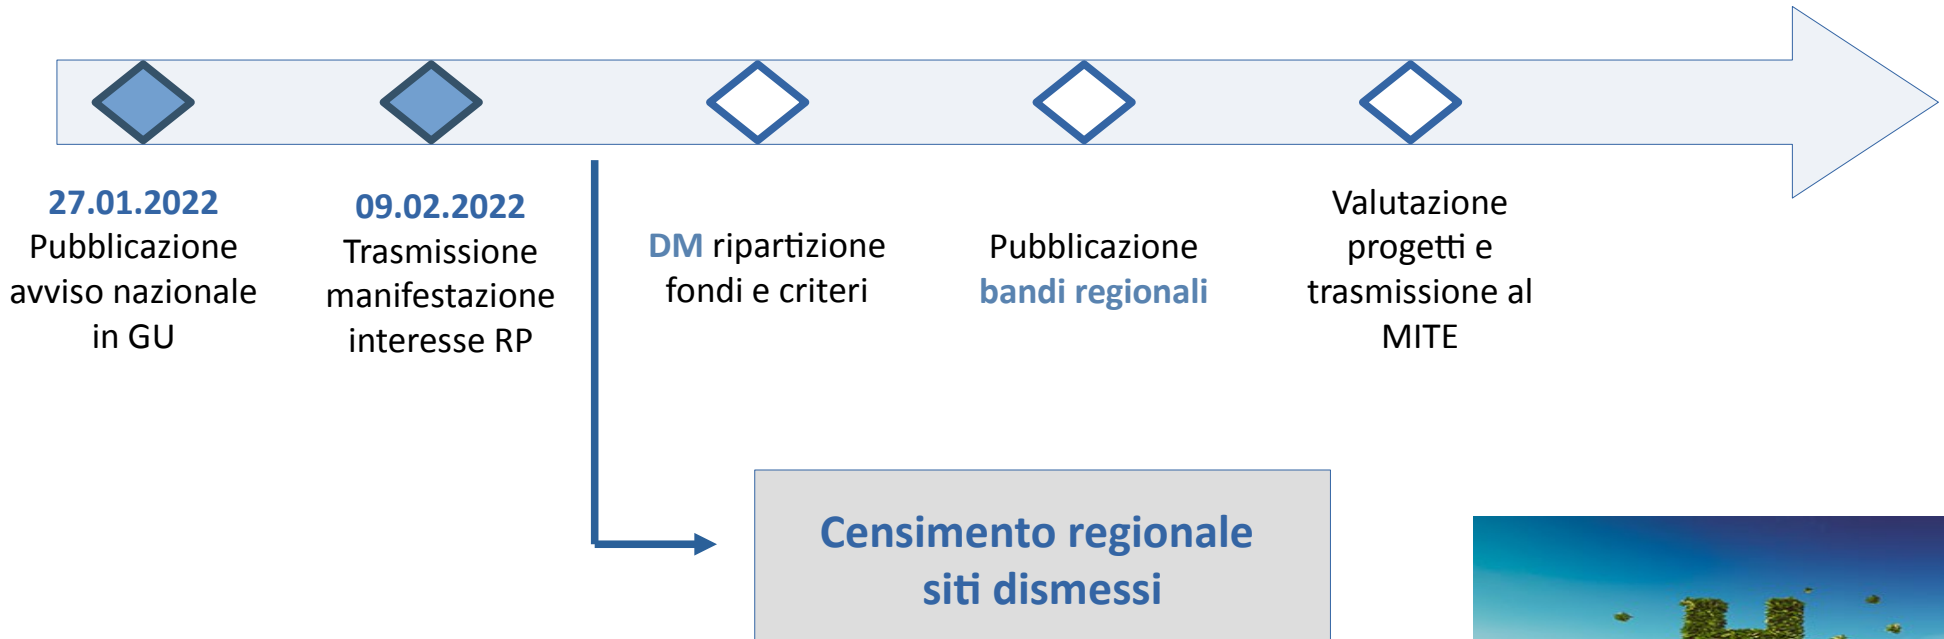 27.01.2022
Pubblicazione
avviso nazionale
in GU
09.02.2022
Trasmissione
manifestazione
interesse RP
DM ripartizione
fondi e criteri
Pubblicazione
bandi regionali
Valutazione
progetti e
trasmissione al
MITE
Censimento regionale
siti dismessi